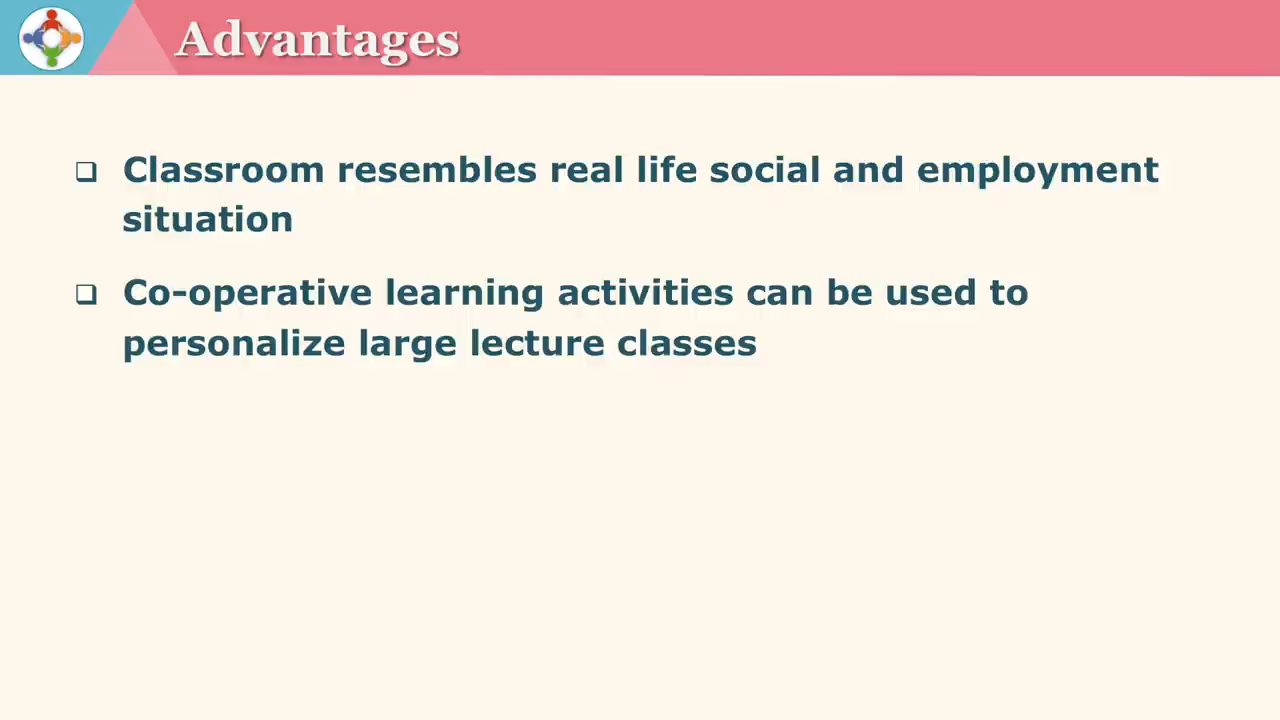 Advantages
❑ Classroom resembles real life social and employment
situation
❑ Co-operative learning activities can be used to
personalize large lecture classes